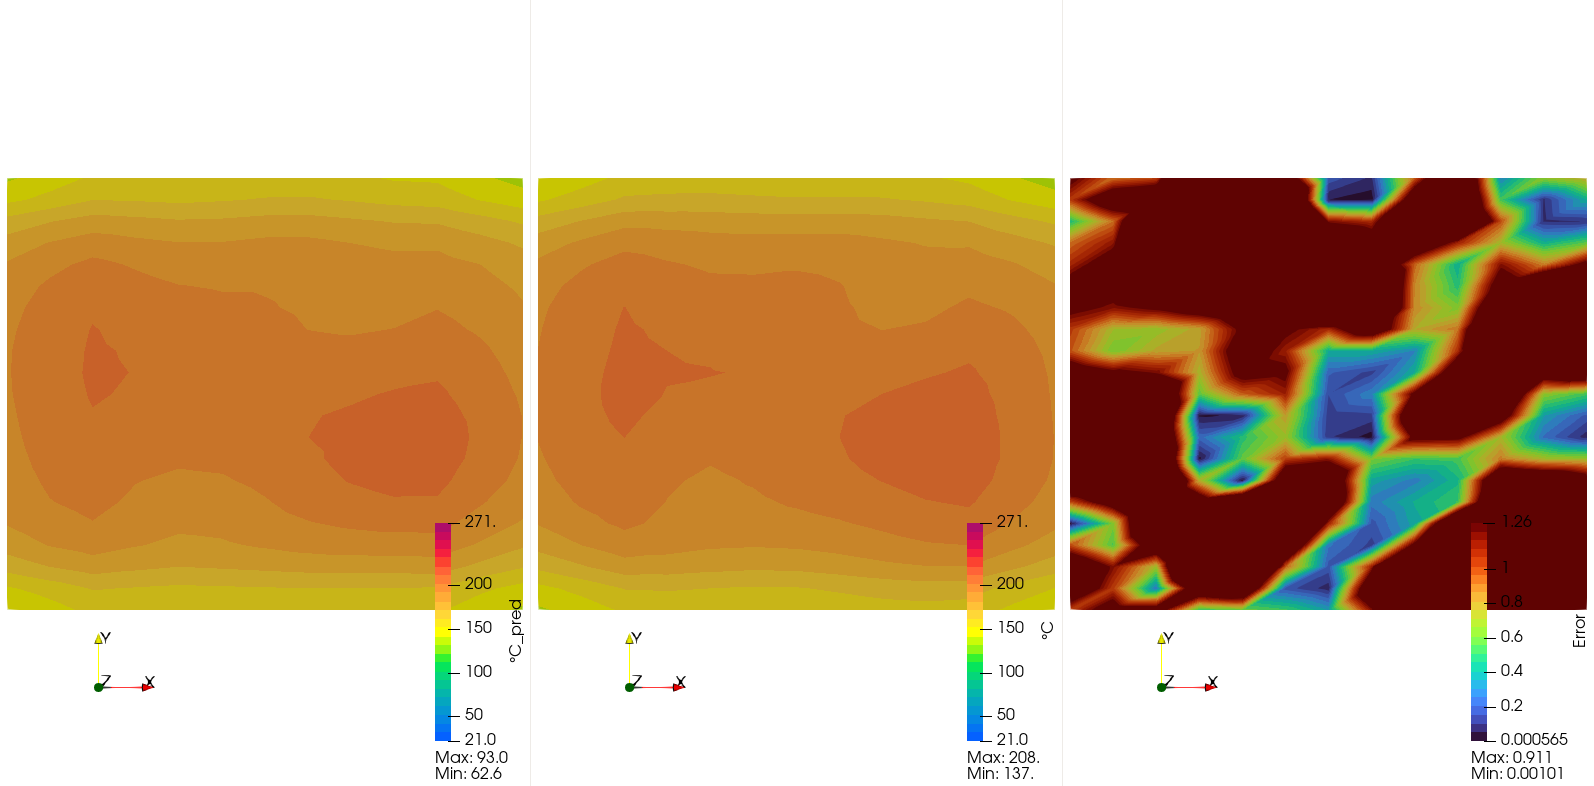 271.
200
150
100
50
21.0
°C_pred
Max: 93.0
Min: 62.6
Y
Z
X
271.
200
150
100
50
21.0
°C
Max: 208.
Min: 137.
Y
Z
X
1.26
1
0.8
0.6
0.4
0.2
0.000565
Error
Max: 0.911
Min: 0.00101
Y
Z
X